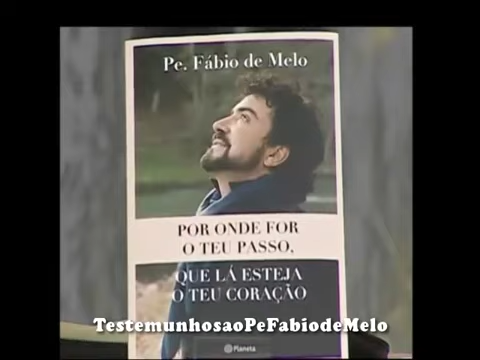 Pe. Fábio de Melo
POR ONDE FOR
O TEU PASSO,
QUE LÁ ESTEJA
O TEU CORAÇÃO
Planeta
TestemunhosaoPeFabiodeMelo